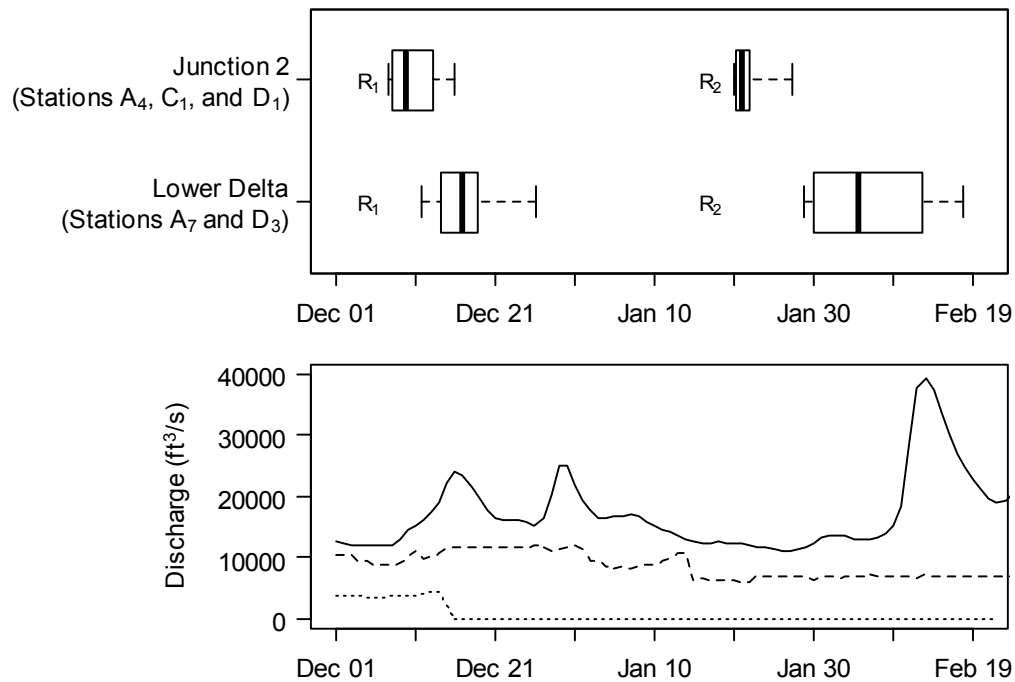 Junction 2
(Stations A₄, C₁, and D₁)
R₁
R₂
Lower Delta
(Stations A₇ and D₃)
R₁
R₂
Dec 01 Dec 21 Jan 10 Jan 30 Feb 19
Discharge (ft³/s)
40000
30000
20000
10000
0
Dec 01 Dec 21 Jan 10 Jan 30 Feb 19